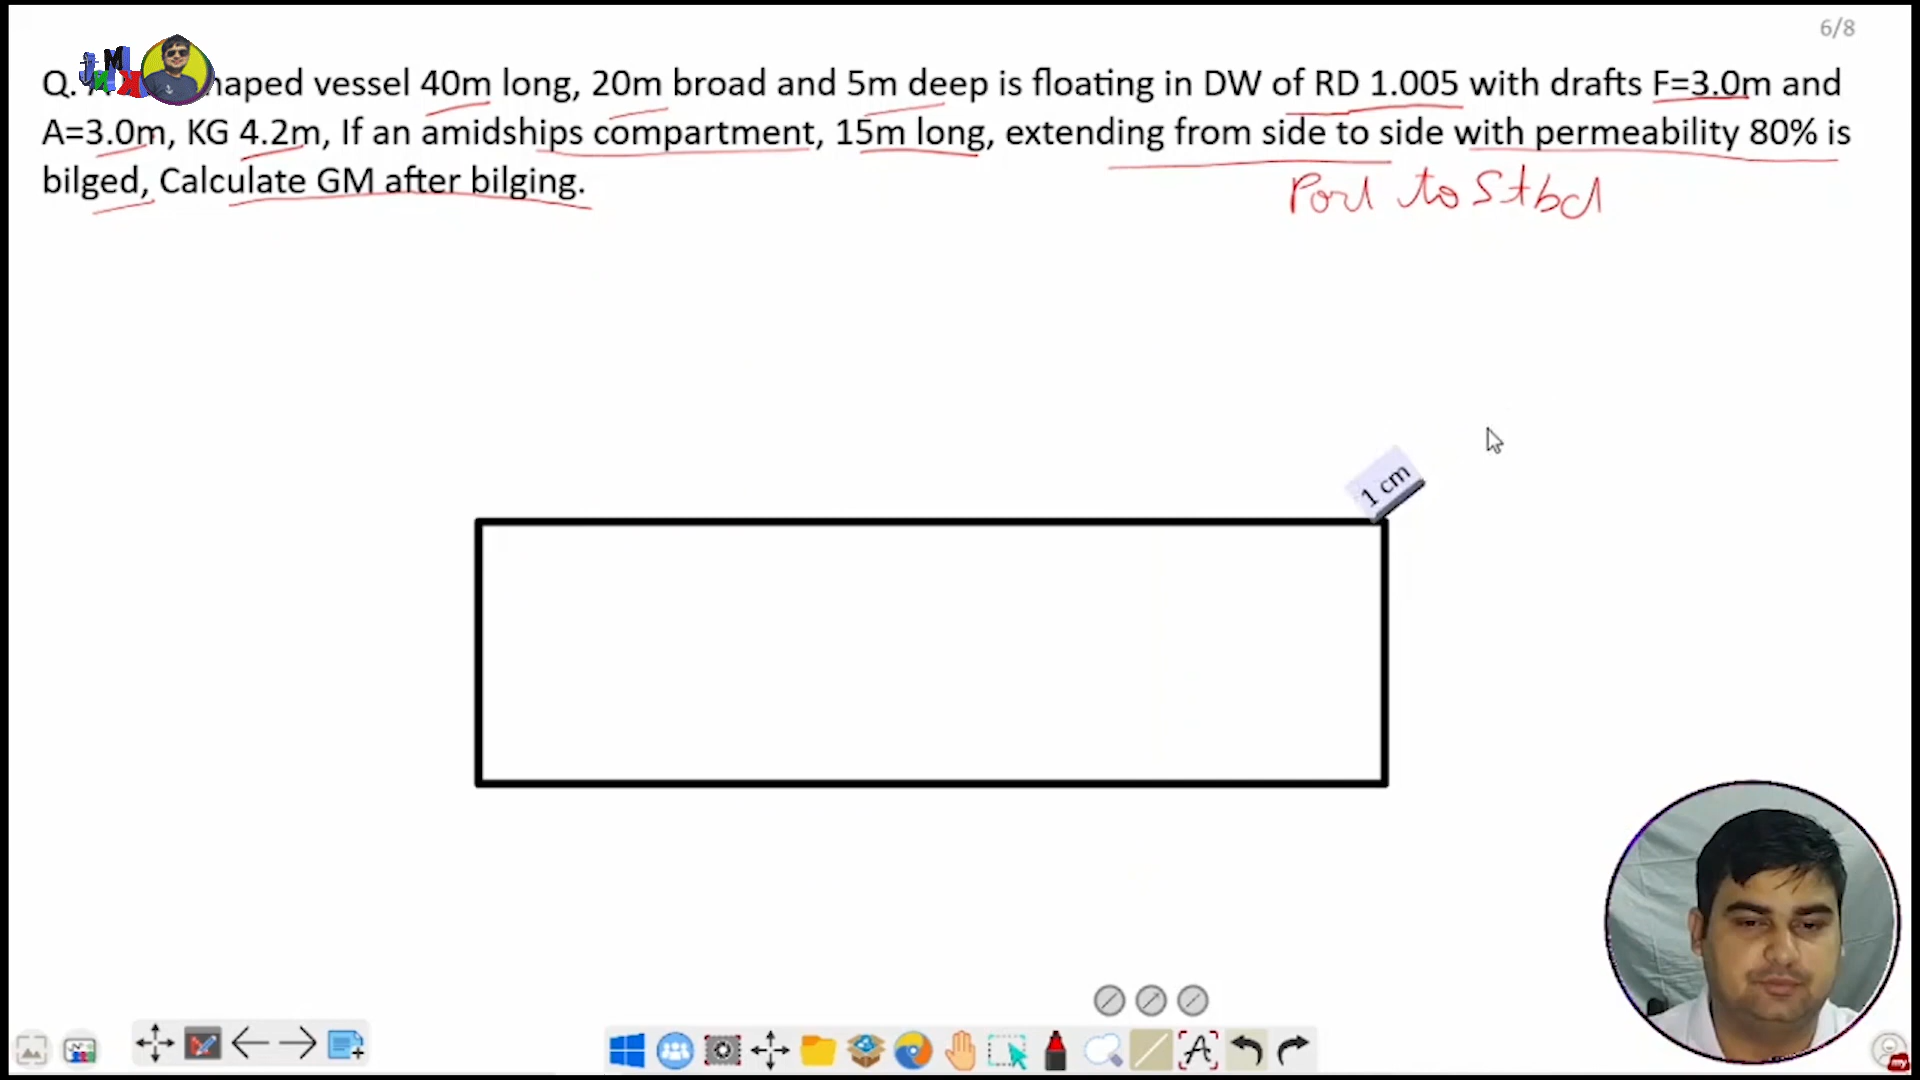 6/8
Q. haped vessel 40m long, 20m broad and 5m deep is floating in DW of RD 1.005 with drafts F=3.0m and
A=3.0m, KG 4.2m, If an amidships compartment, 15m long, extending from side to side with permeability 80% is
bilged, Calculate GM after bilging.
Port to Stbd
1 cm